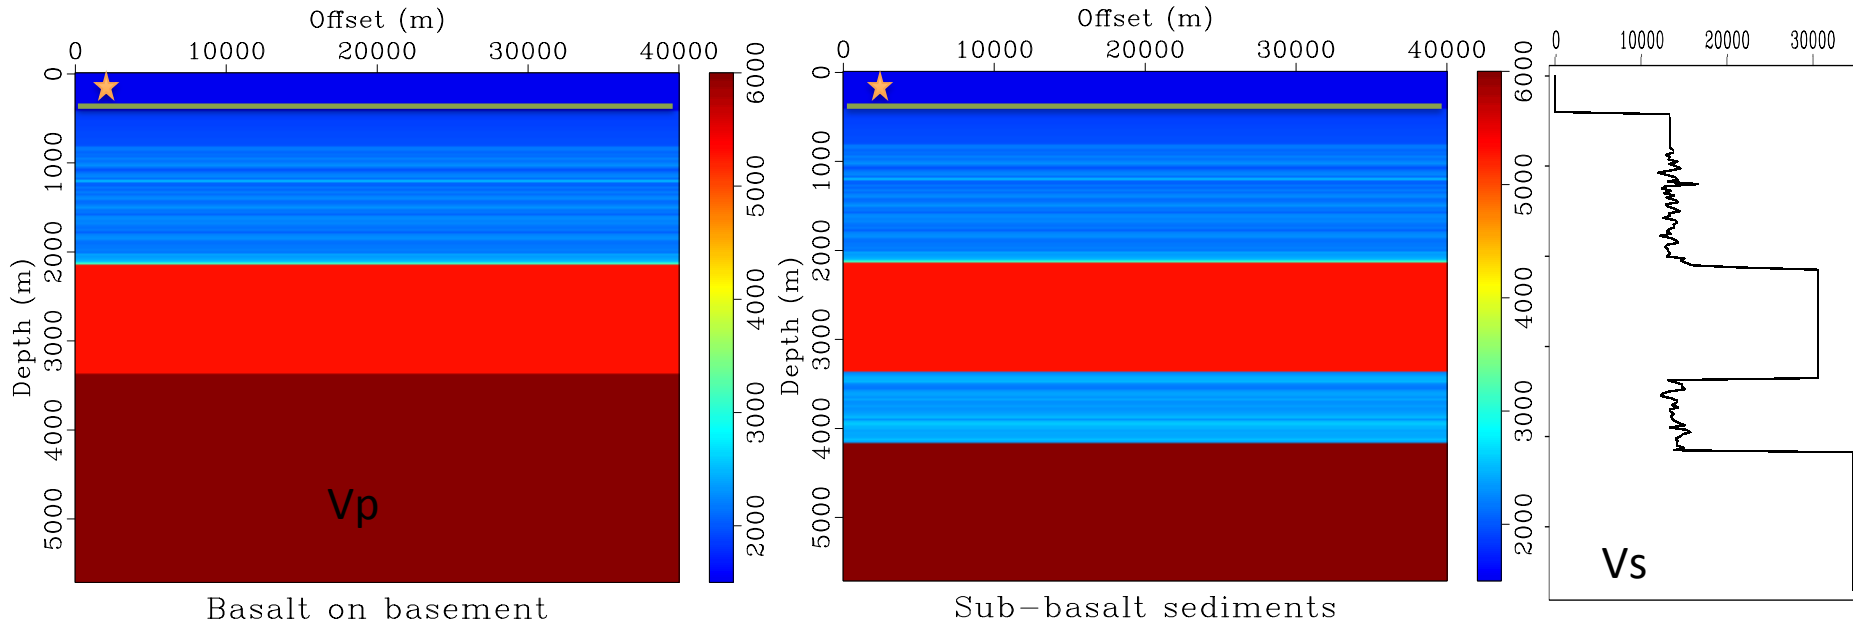 Offset (m)
0 10000 20000 30000 40000
Depth (m)
0 1000 2000 3000 4000 5000
6000 5000 4000 3000 2000
Vp
Basalt on basement
Offset (m)
0 10000 20000 30000 40000
Depth (m)
0 1000 2000 3000 4000 5000
6000 5000 4000 3000 2000
Sub-basalt sediments
0 10000 20000 30000
Vs